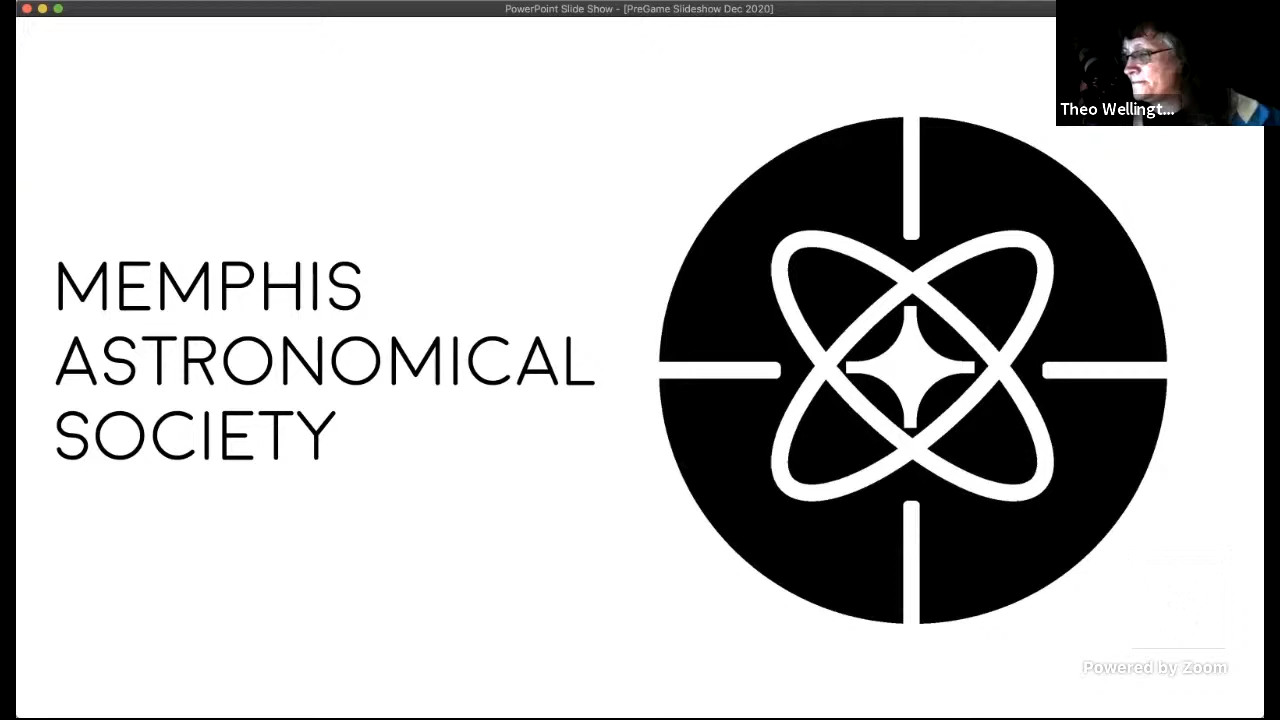 PowerPoint Slide Show - [PreGame Slideshow Dec 2020]
Theo Wellingt...
MEMPHIS
ASTRONOMICAL
SOCIETY
Powered by Zoom